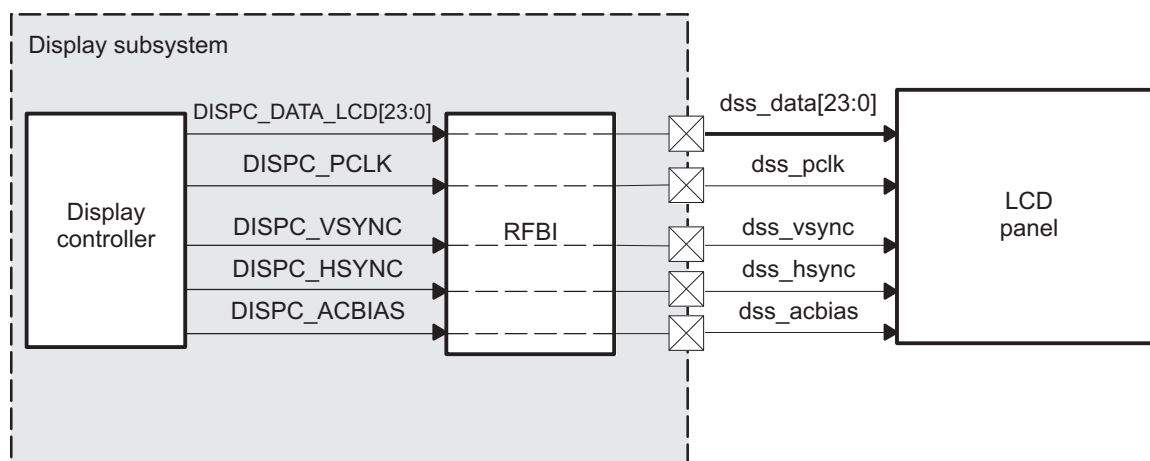 Display subsystem
DISPC_DATA_LCD[23:0]
dss_data[23:0]
DISPC_PCLK
dss_pclk
Display
controller
DISPC_VSYNC
RFBI
dss_vsync
LCD
panel
DISPC_HSYNC
dss_hsync
DISPC_ACBIAS
dss_acbias